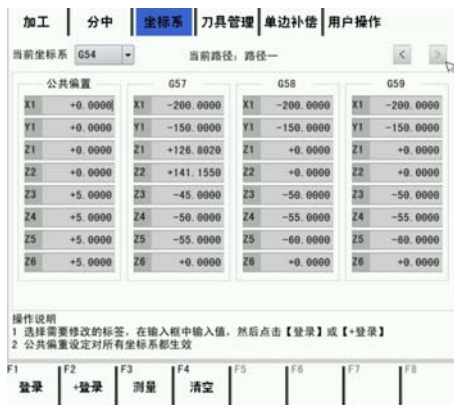 加工 分中 坐标系 刀具管理 单边补偿 用户操作
当前坐标系 G54 当前路径：路径一 < >
公共偏置 G57 G58 G59
X1 +0.0000 X1 -200.0000 X1 -200.0000 X1 -200.0000
Y1 +0.0000 Y1 -150.0000 Y1 -150.0000 Y1 -150.0000
Z1 +0.0000 Z1 +126.8020 Z1 +0.0000 Z1 +0.0000
Z2 +0.0000 Z2 +141.1550 Z2 +0.0000 Z2 +0.0000
Z3 +5.0000 Z3 -45.0000 Z3 -50.0000 Z3 -50.0000
Z4 +5.0000 Z4 -50.0000 Z4 -55.0000 Z4 -55.0000
Z5 +5.0000 Z5 -55.0000 Z5 -60.0000 Z5 -60.0000
Z6 +5.0000 Z6 +0.0000 Z6 +0.0000 Z6 +0.0000
操作说明
1 选择需要修改的标签，在输入框中输入值，然后点击【登录】或【+登录】
2 公共偏重设定对所有坐标系都生效
F1 F2 F3 F4 F5 F6 F7 F8
登录 +登录 测量 清空